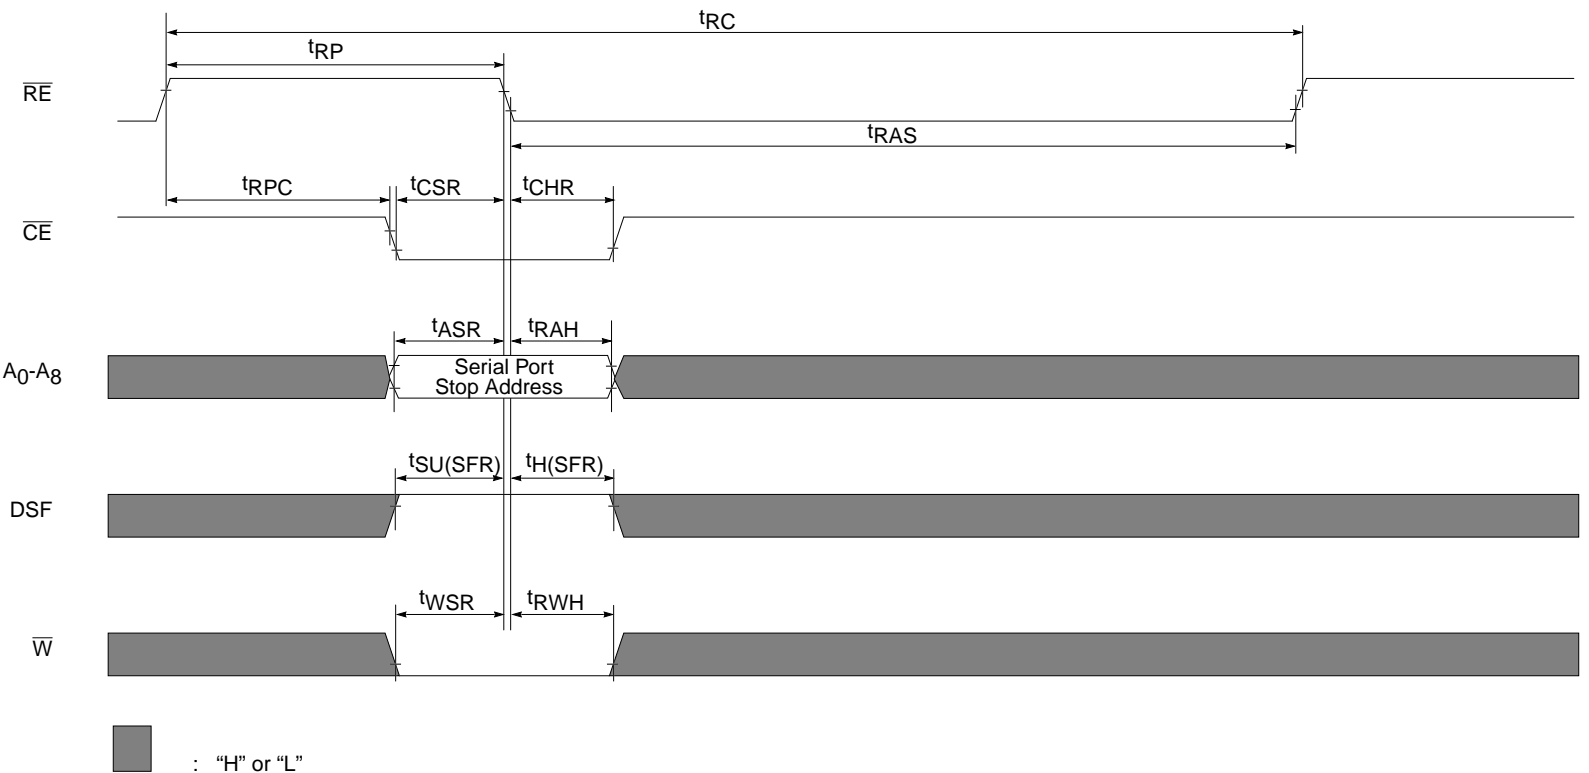 tRC
tRP
RE
tRAS
tRPC
tCSR
tCHR
CE
tASR
tRAH
A0-A8
Serial Port
Stop Address
tSU(SFR)
tH(SFR)
DSF
tWSR
tRWH
W
: “H” or “L”